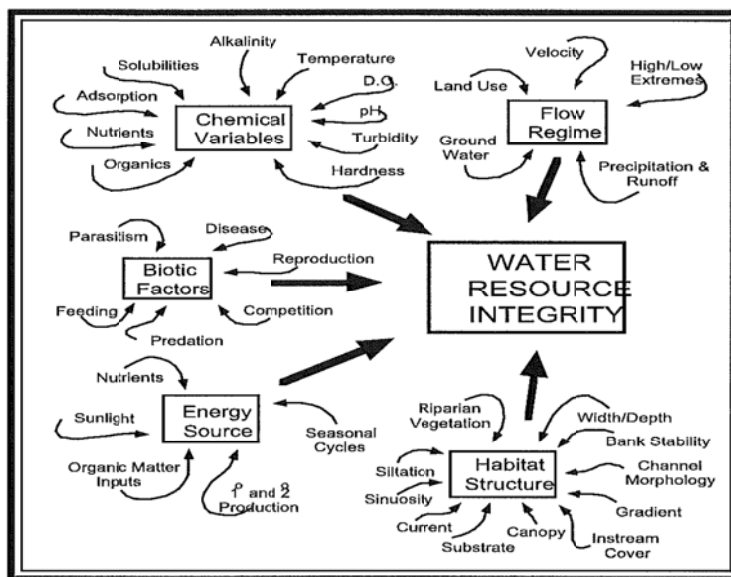 Alkalinity
Solubilities
Temperature
Adsorption
D.O.
Chemical
Variables
pH
Nutrients
Turbidity
Organics
Hardness
Velocity
High/Low
Extremes
Land Use
Flow
Regime
Ground
Water
Precipitation &
Runoff
Parasitism
Disease
Biotic
Factors
Reproduction
Feeding
Competition
Predation
WATER
RESOURCE
INTEGRITY
Nutrients
Energy
Source
Sunlight
Seasonal
Cycles
Organic Matter
Inputs
1° and 2°
Production
Riparian
Vegetation
Width/Depth
Bank Stability
Siltation
Habitat
Structure
Channel
Morphology
Sinuosity
Gradient
Current
Canopy
Substrate
Instream
Cover